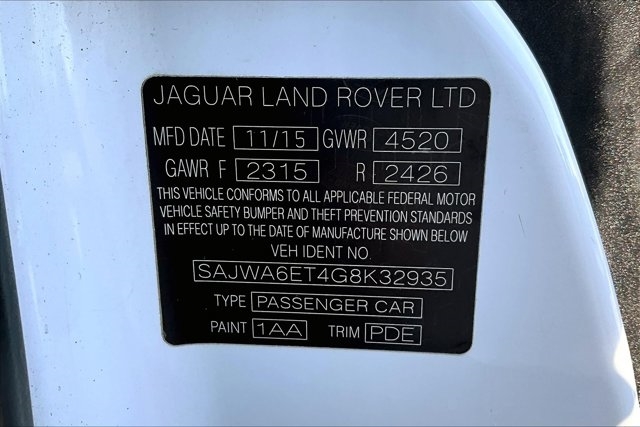 JAGUAR LAND ROVER LTD
MFD DATE 11/15 GVWR 4520
GAWR F 2315 R 2426
THIS VEHICLE CONFORMS TO ALL APPLICABLE FEDERAL MOTOR
VEHICLE SAFETY BUMPER AND THEFT PREVENTION STANDARDS
IN EFFECT UP TO THE DATE OF MANUFACTURE SHOWN BELOW
VEH IDENT NO.
SAJWA6ET4G8K32935
TYPE PASSENGER CAR
PAINT 1AA TRIM PDE